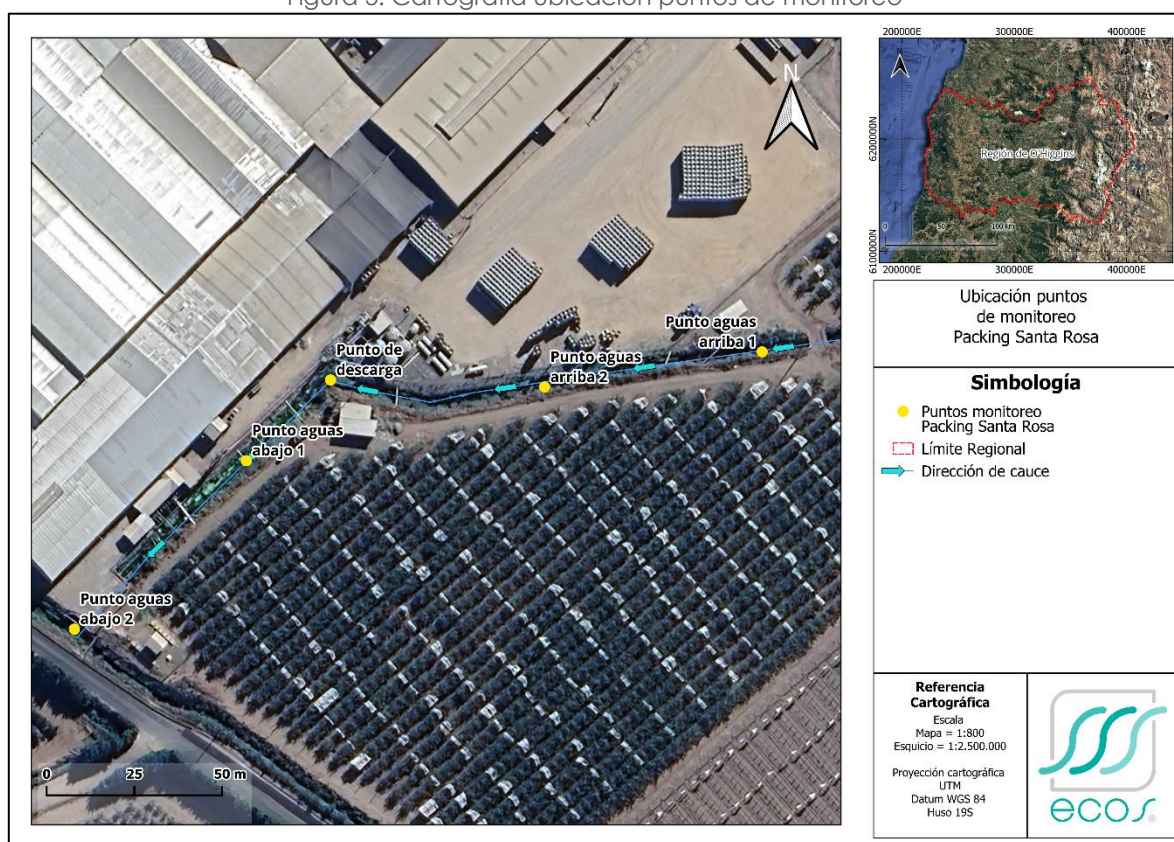 Figura 5. Cartografía ubicación puntos de monitoreo
N
Punto aguas
arriba 1
Punto de
descarga
Punto aguas
arriba 2
Punto aguas
abajo 1
Punto aguas
abajo 2
0 25 50 m
200000E 300000E 400000E
N
6200000N
6100000N
Región de O'Higgins
0 50 100 km
200000E 300000E 400000E
Ubicación puntos
de monitoreo
Packing Santa Rosa
Simbología
Puntos monitoreo
Packing Santa Rosa
Límite Regional
Dirección de cauce
Referencia
Cartográfica
Escala
Mapa = 1:800
Esquicio = 1:2.500.000
Proyección cartográfica
UTM
Datum WGS 84
Huso 19S
ecos®